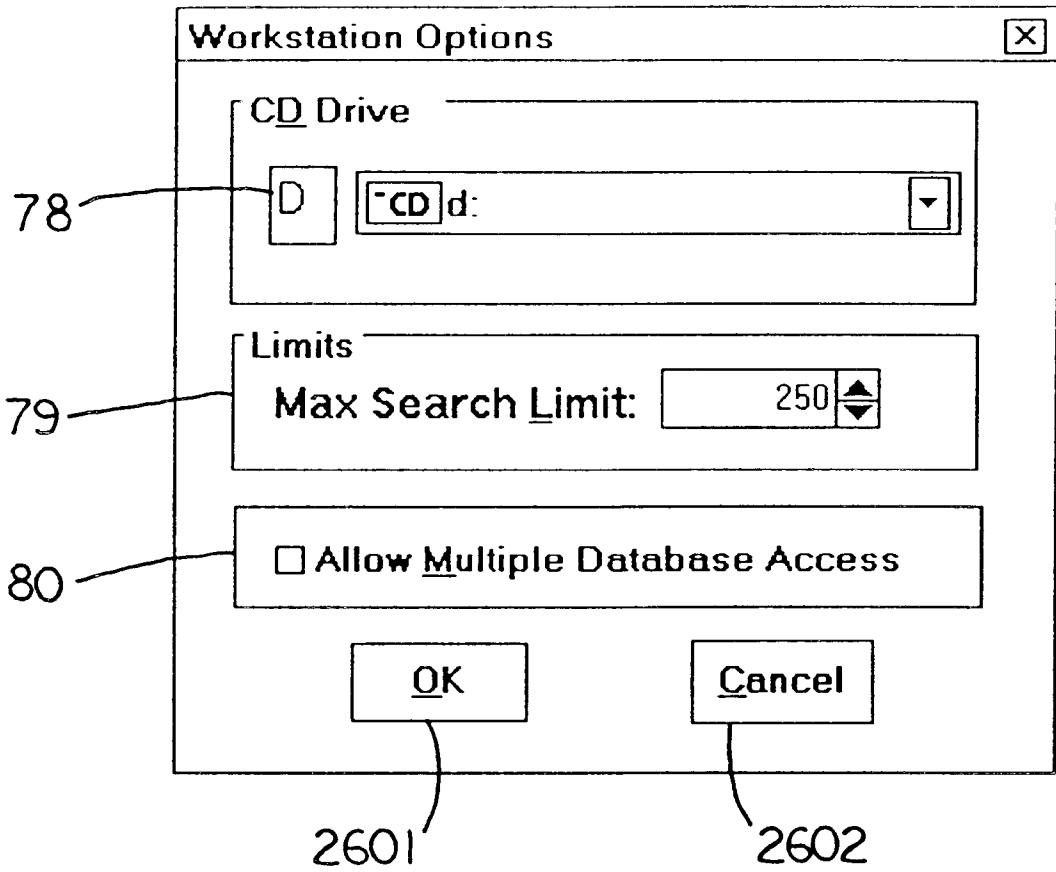 Workstation Options
CD Drive
78
D
CD d:
Limits
79
Max Search Limit: 250
80
Allow Multiple Database Access
OK
Cancel
2601
2602